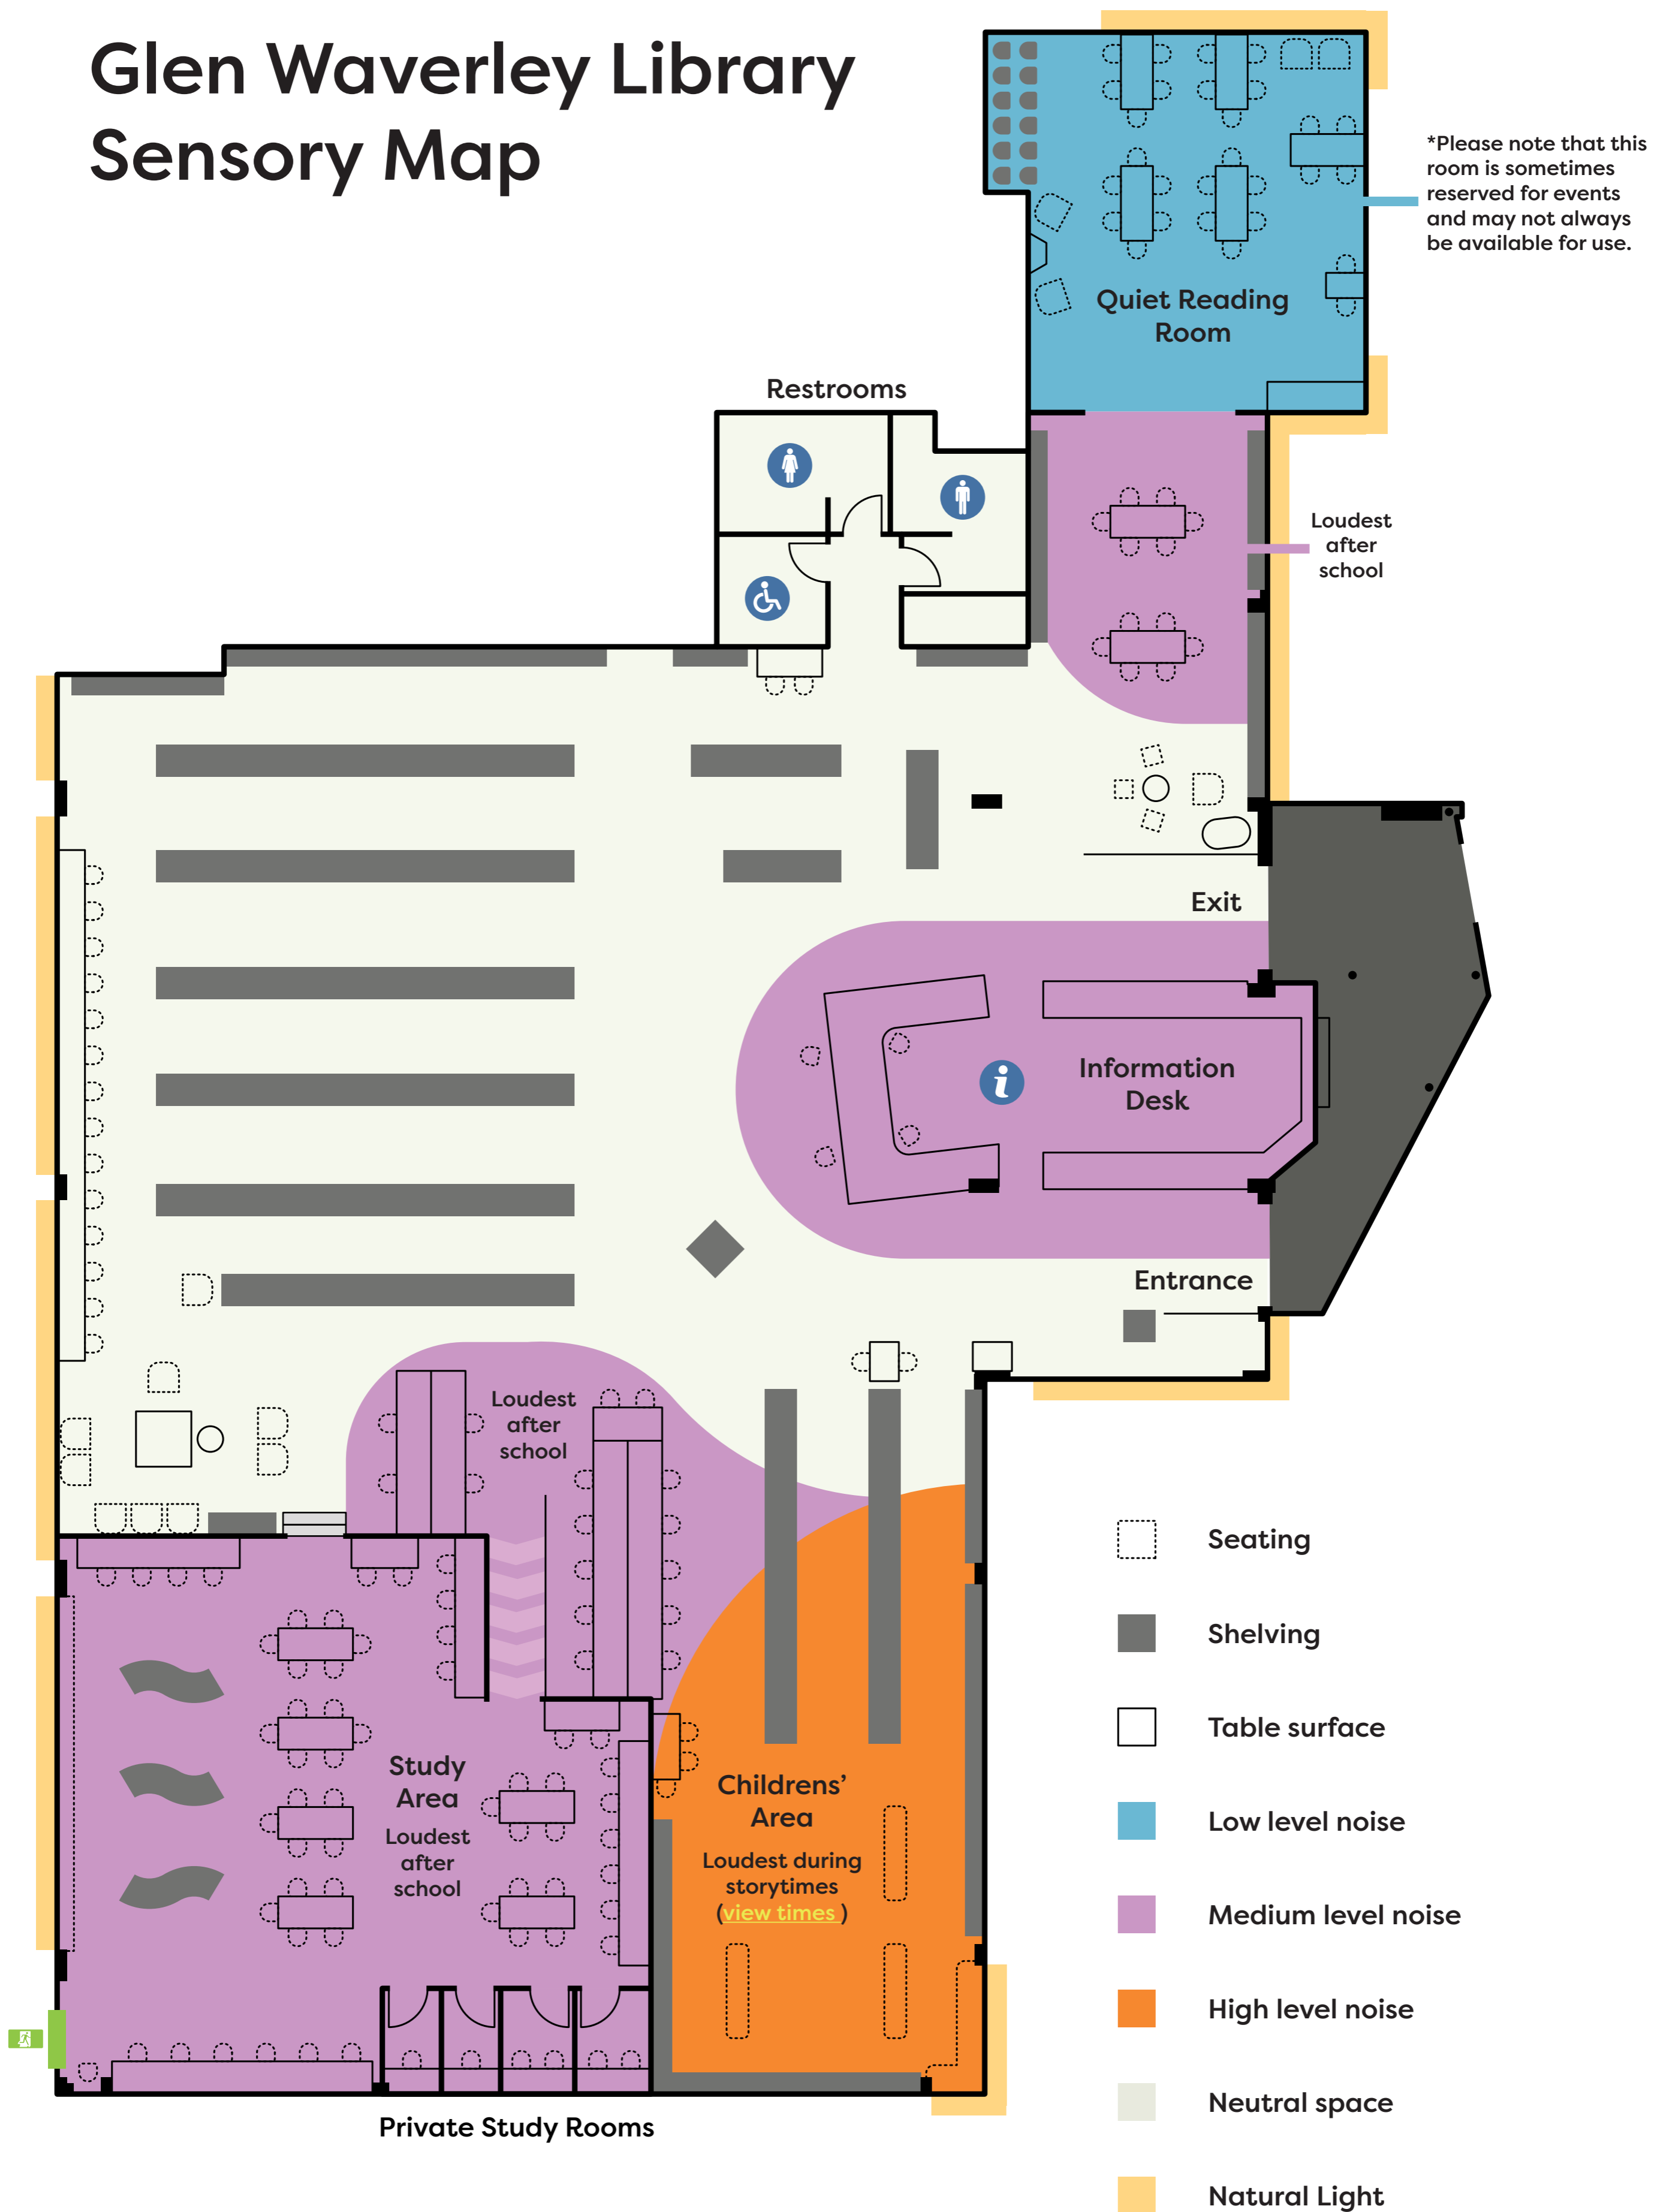 Glen Waverley Library
Sensory Map
*Please note that this
room is sometimes
reserved for events
and may not always
be available for use.
Quiet Reading
Room
Restrooms
Loudest
after
school
Exit
i
Information
Desk
Entrance
Loudest
after
school
Study
Area
Loudest
after
school
Childrens’
Area
Loudest during
storytimes
(view times )
Private Study Rooms
Seating
Shelving
Table surface
Low level noise
Medium level noise
High level noise
Neutral space
Natural Light